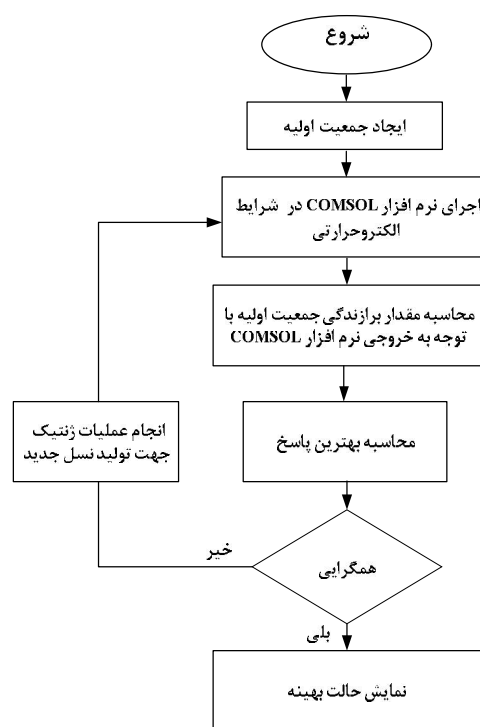 شروع
ایجاد جمعیت اولیه
اجرای نرم افزار COMSOL در شرایط
الکتروحرارتی
محاسبه مقدار برازندگی جمعیت اولیه با
توجه به خروجی نرم افزار COMSOL
انجام عملیات ژنتیک
جهت تولید نسل جدید
محاسبه بهترین پاسخ
خیر
همگرایی
بلی
نمایش حالت بهینه